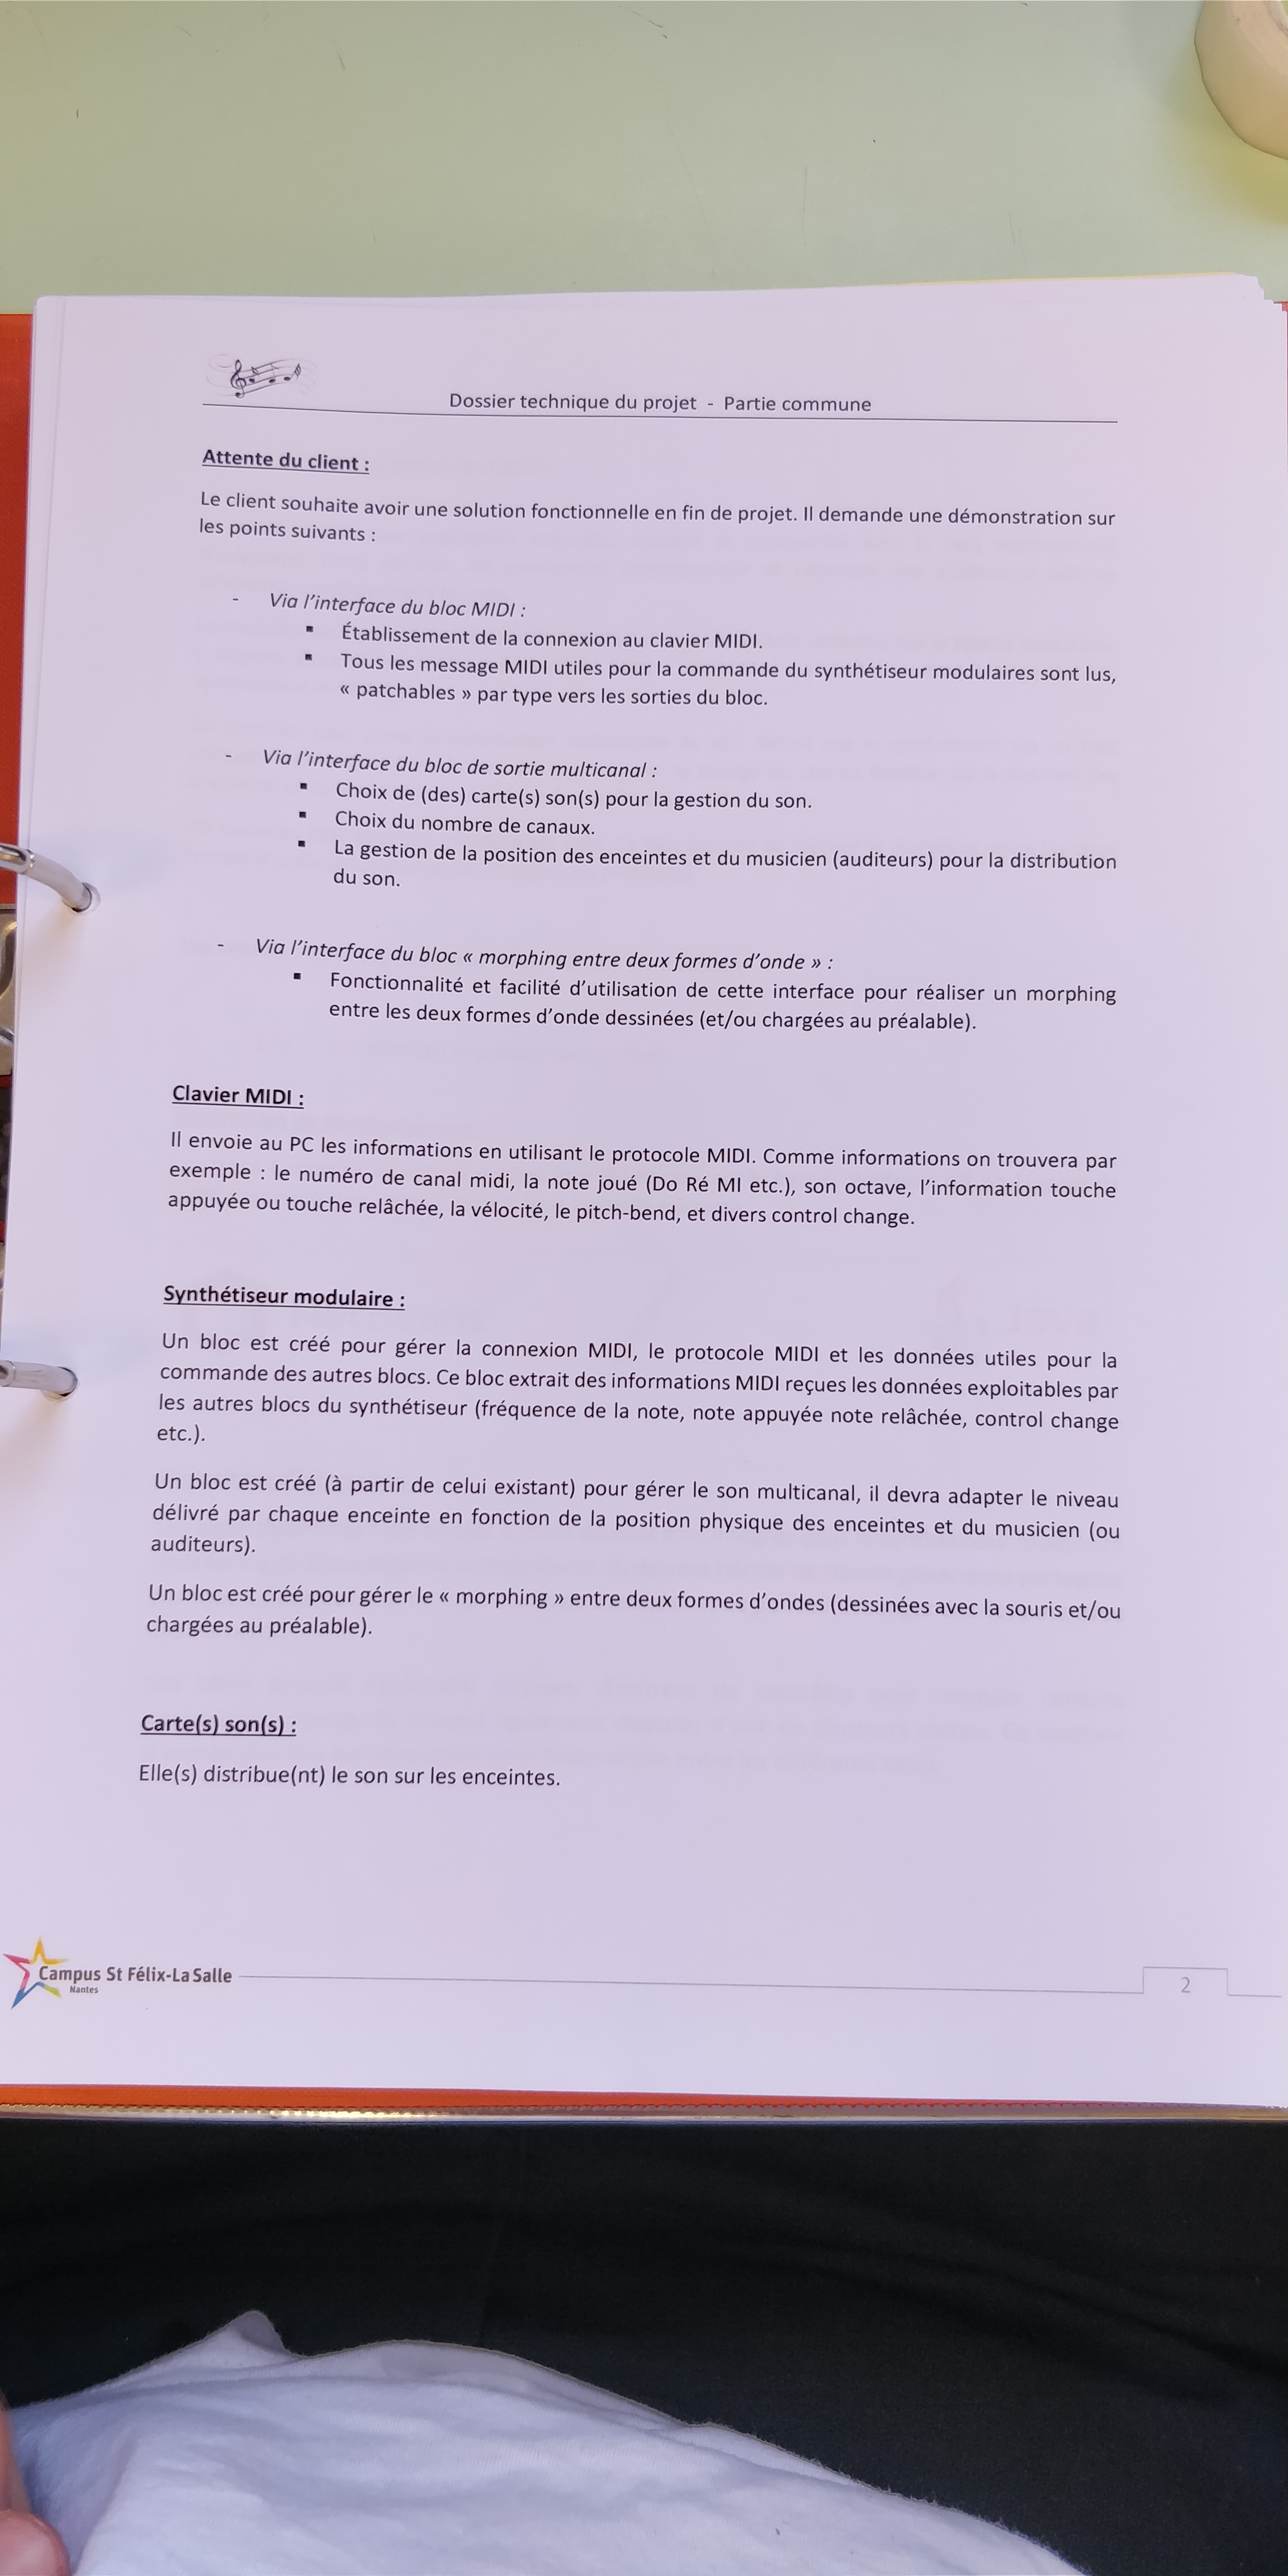 Dossier technique du projet - Partie commune
Attente du client :
Le client souhaite avoir une solution fonctionnelle en fin de projet. Il demande une démonstration sur
les points suivants :
- Via l'interface du bloc MIDI :
▪ Établissement de la connexion au clavier MIDI.
▪ Tous les message MIDI utiles pour la commande du synthétiseur modulaires sont lus,
« patchables » par type vers les sorties du bloc.
- Via l'interface du bloc de sortie multicanal :
▪ Choix de (des) carte(s) son(s) pour la gestion du son.
▪ Choix du nombre de canaux.
▪ La gestion de la position des enceintes et du musicien (auditeurs) pour la distribution
du son.
- Via l'interface du bloc « morphing entre deux formes d'onde » :
▪ Fonctionnalité et facilité d'utilisation de cette interface pour réaliser un morphing
entre les deux formes d'onde dessinées (et/ou chargées au préalable).
Clavier MIDI :
Il envoie au PC les informations en utilisant le protocole MIDI. Comme informations on trouvera par
exemple : le numéro de canal midi, la note joué (Do Ré MI etc.), son octave, l'information touche
appuyée ou touche relâchée, la vélocité, le pitch-bend, et divers control change.
Synthétiseur modulaire :
Un bloc est créé pour gérer la connexion MIDI, le protocole MIDI et les données utiles pour la
commande des autres blocs. Ce bloc extrait des informations MIDI reçues les données exploitables par
les autres blocs du synthétiseur (fréquence de la note, note appuyée note relâchée, control change
etc.).
Un bloc est créé (à partir de celui existant) pour gérer le son multicanal, il devra adapter le niveau
délivré par chaque enceinte en fonction de la position physique des enceintes et du musicien (ou
auditeurs).
Un bloc est créé pour gérer le « morphing » entre deux formes d'ondes (dessinées avec la souris et/ou
chargées au préalable).
Carte(s) son(s) :
Elle(s) distribue(nt) le son sur les enceintes.
Campus St Félix-La Salle
Nantes
2